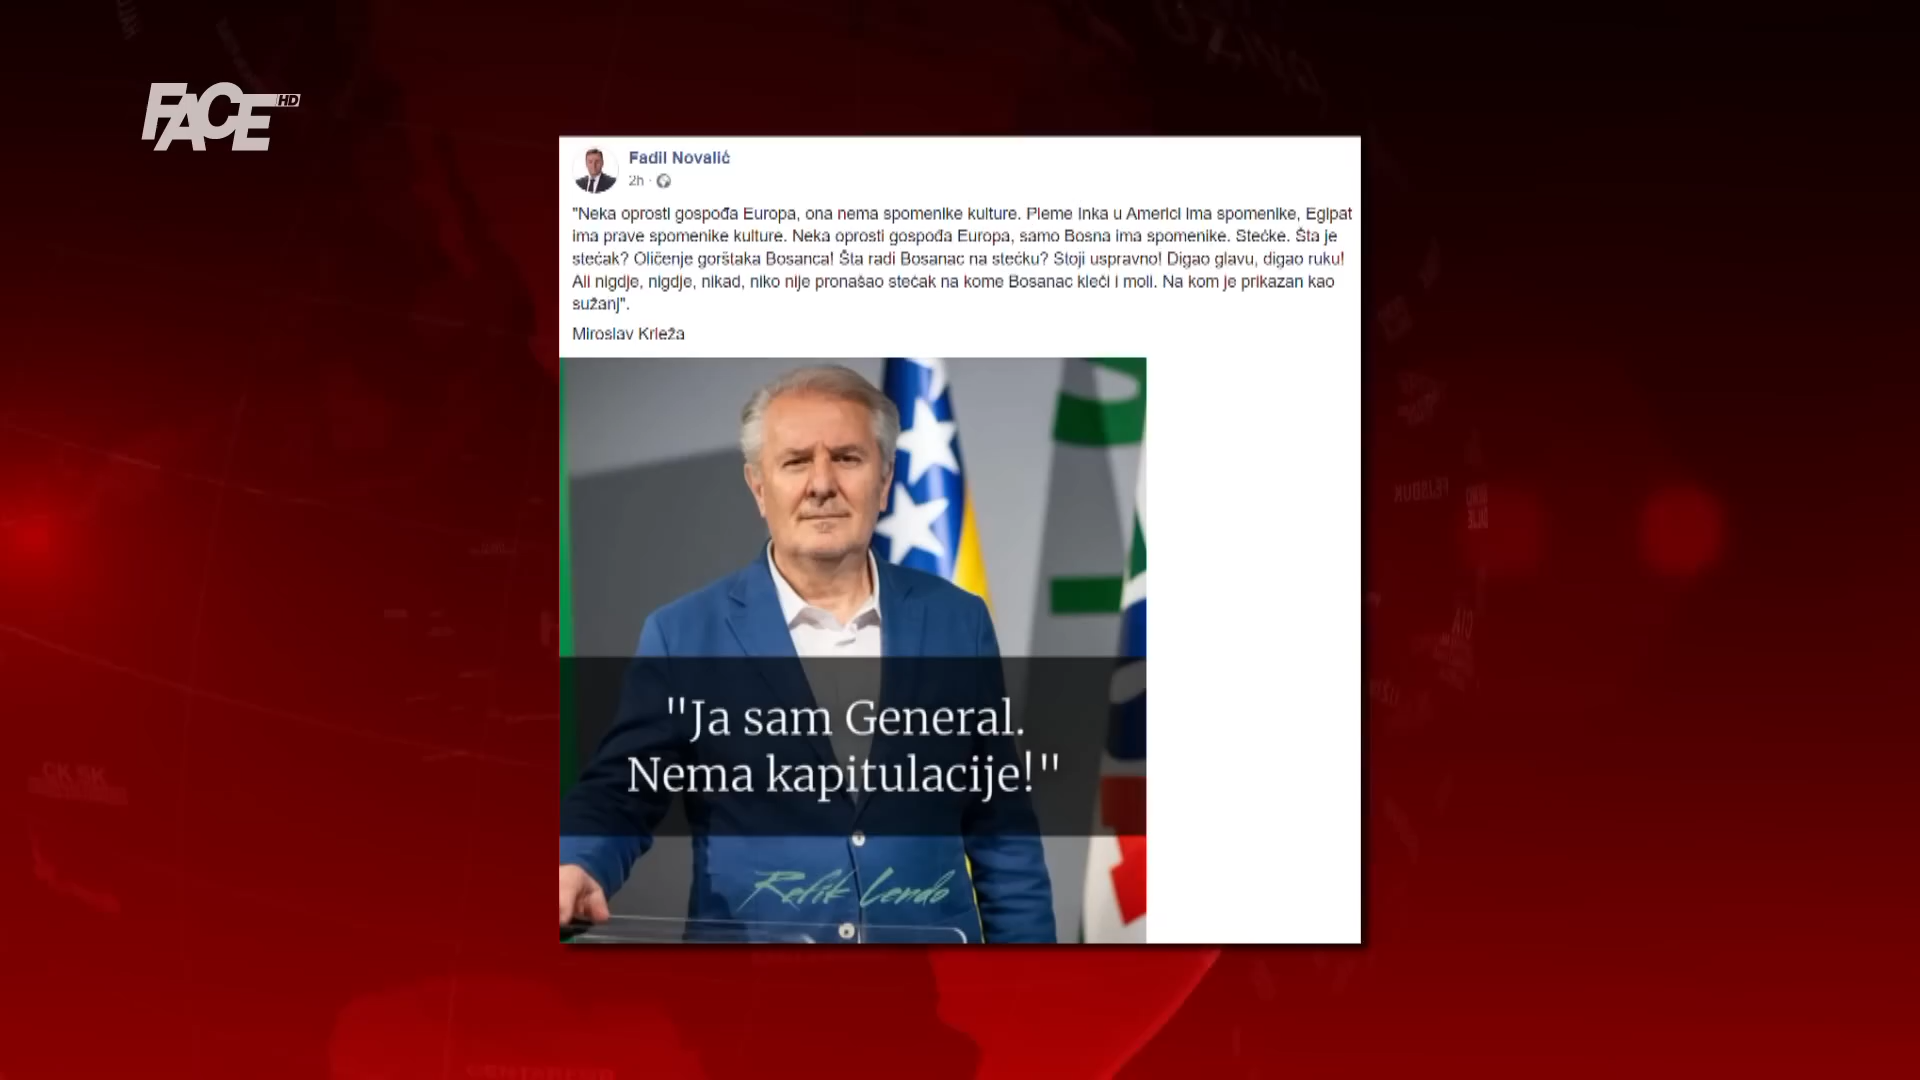 FACE HD
Fadil Novalić
2h
"Neka oprosti gospođa Europa, ona nema spomenike kulture. Pleme Inka u Americi ima spomenike, Egipat
ima prave spomenike kulture. Neka oprosti gospođa Europa, samo Bosna ima spomenike. Stećke. Šta je
stećak? Oličenje gorštaka Bosanca! Šta radi Bosanac na stećku? Stoji uspravno! Digao glavu, digao ruku!
Ali nigdje, nigdje, nikad, niko nije pronašao stećak na kome Bosanac kleči i moli. Na kom je prikazan kao
sužanj".
Miroslav Krleža
"Ja sam General.
Nema kapitulacije!"
Refik Lendo